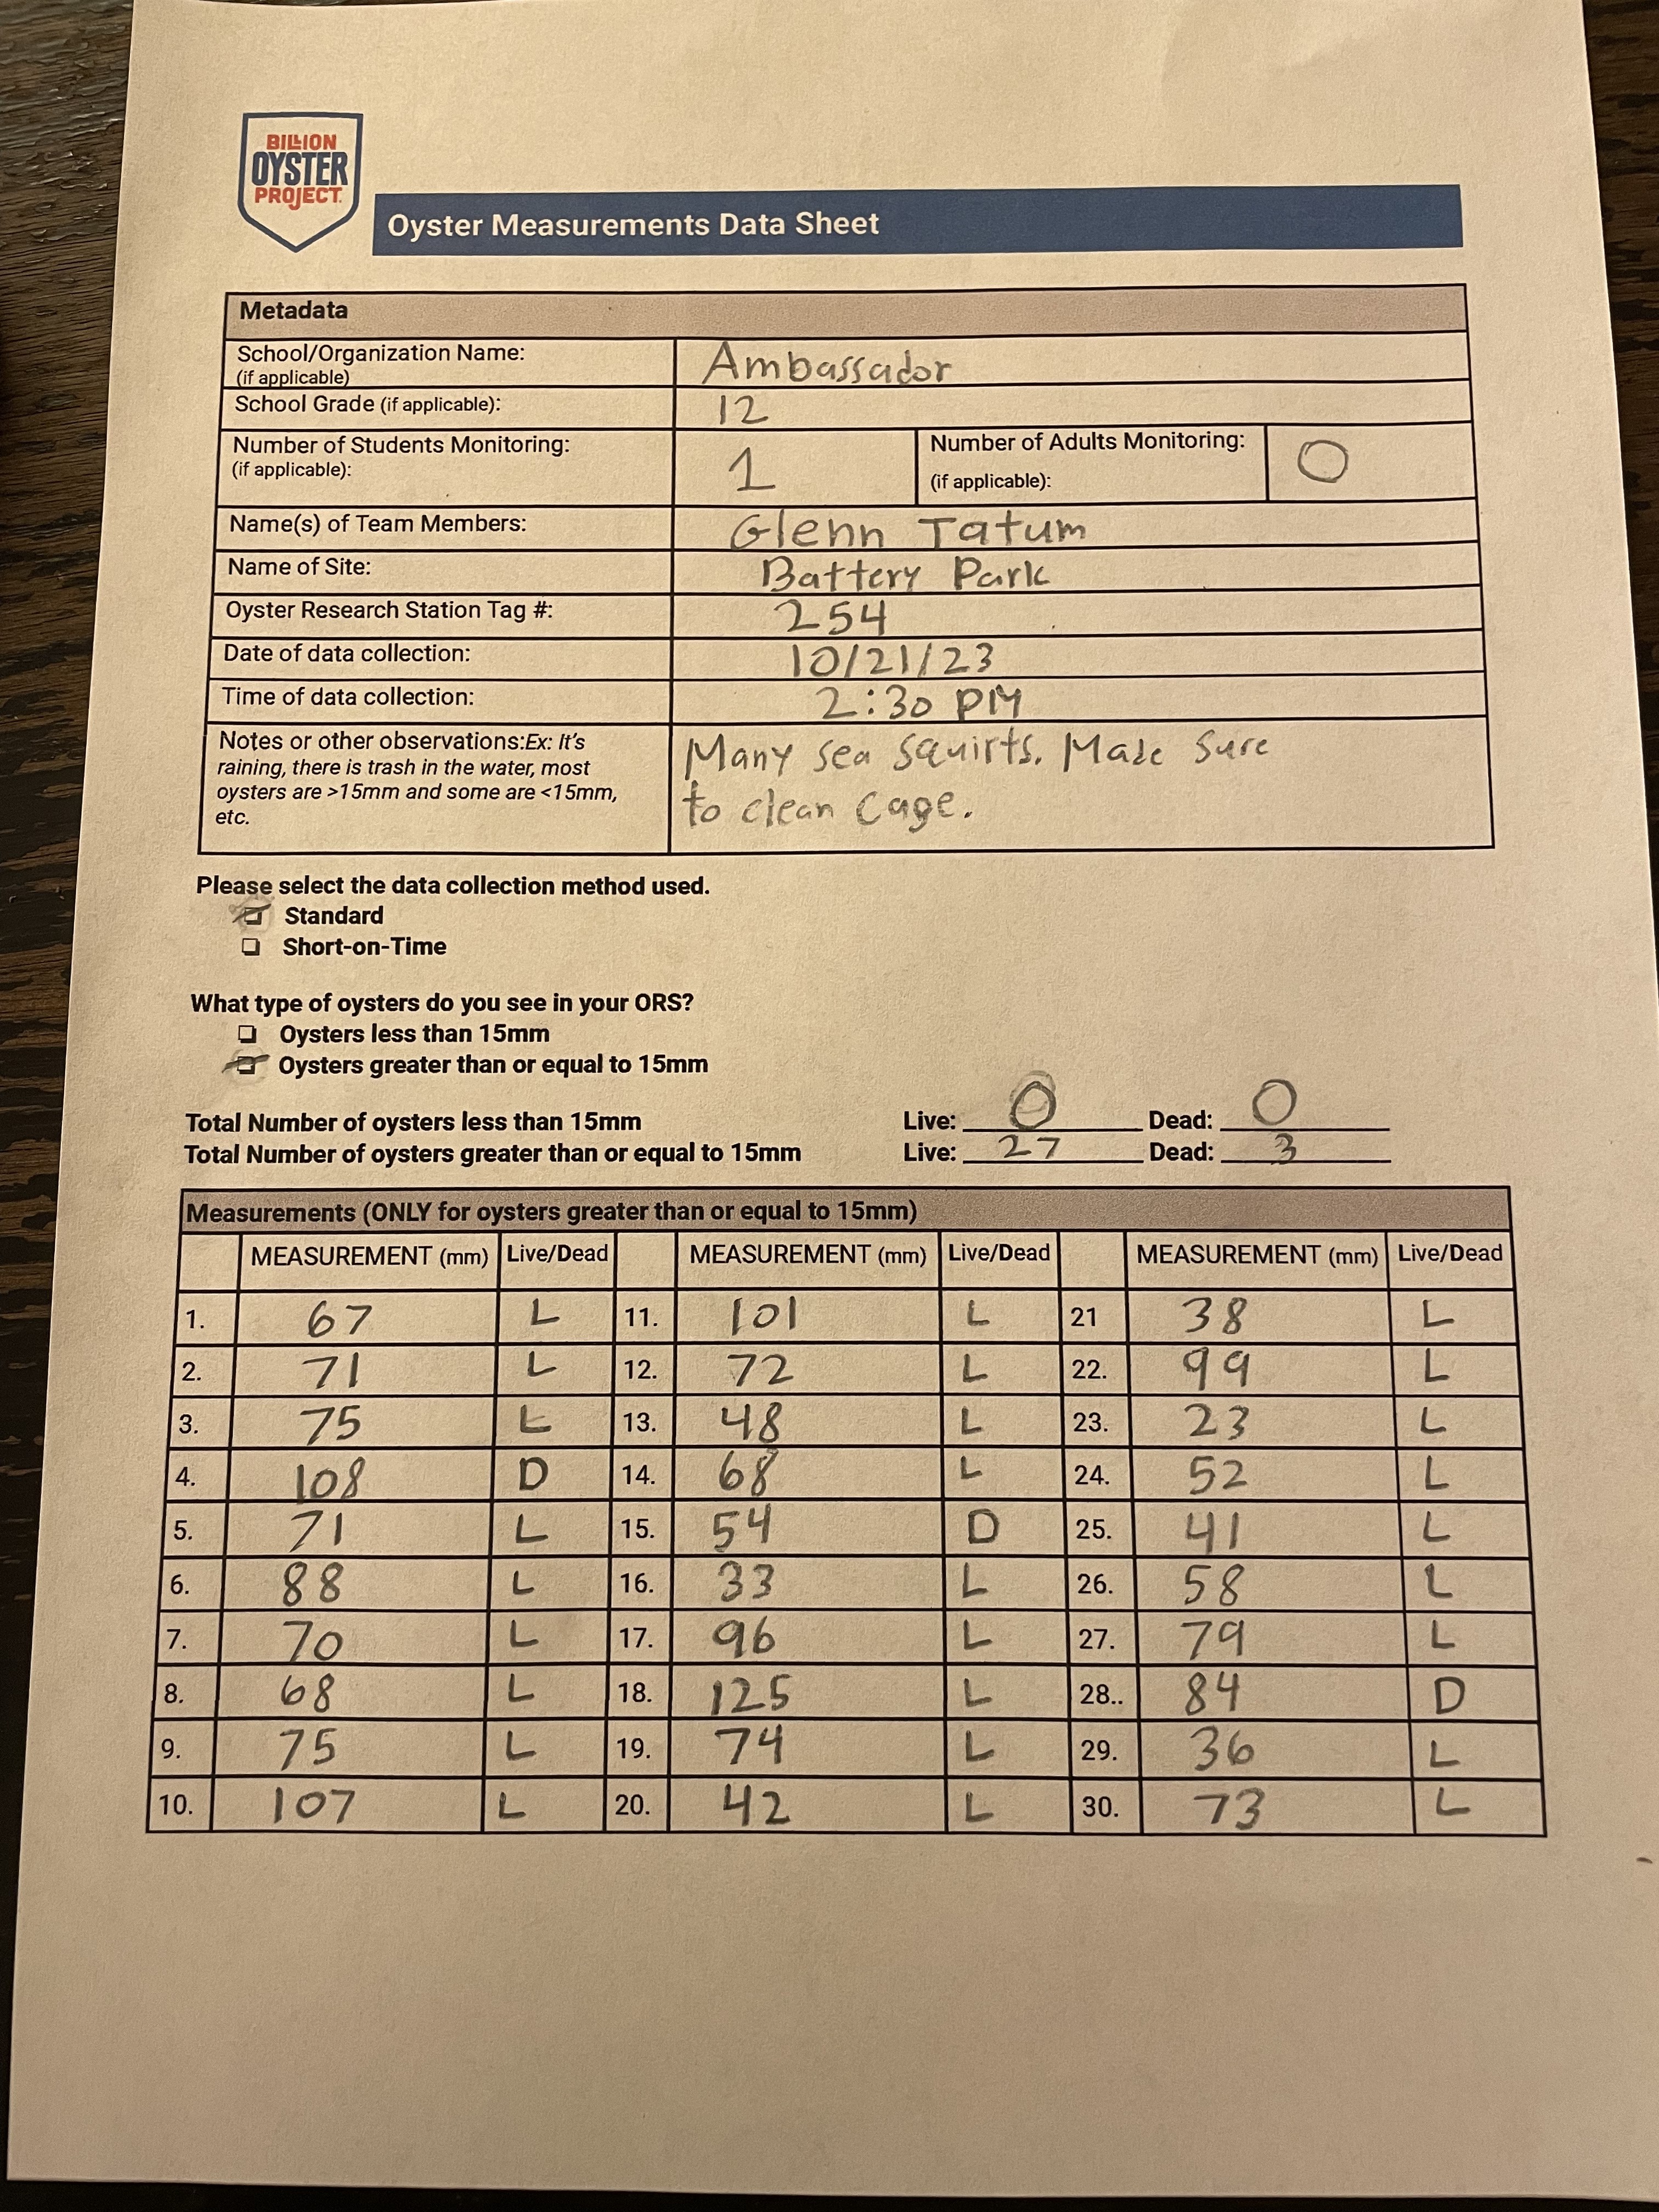 BILLION
OYSTER
PROJECT
Oyster Measurements Data Sheet
Metadata
School/Organization Name: Ambassador
(if applicable)
School Grade (if applicable): 12
Number of Students Monitoring: 1 Number of Adults Monitoring: 0
(if applicable): (if applicable):
Name(s) of Team Members: Glenn Tatum
Name of Site: Battery Park
Oyster Research Station Tag #: 254
Date of data collection: 10/21/23
Time of data collection: 2:30 PM
Notes or other observations:Ex: It's
raining, there is trash in the water, most
oysters are >15mm and some are <15mm,
etc.
Many sea squirts. Made sure
to clean cage.
Please select the data collection method used.
Standard
Short-on-Time
What type of oysters do you see in your ORS?
Oysters less than 15mm
Oysters greater than or equal to 15mm
Total Number of oysters less than 15mm Live: 0 Dead: 0
Total Number of oysters greater than or equal to 15mm Live: 27 Dead: 3
Measurements (ONLY for oysters greater than or equal to 15mm)
MEASUREMENT (mm) Live/Dead MEASUREMENT (mm) Live/Dead MEASUREMENT (mm) Live/Dead
1. 67 L 11. 101 L 21 38 L
2. 71 L 12. 72 L 22. 99 L
3. 75 L 13. 48 L 23. 23 L
4. 108 D 14. 68 L 24. 52 L
5. 71 L 15. 54 D 25. 41 L
6. 88 L 16. 33 L 26. 58 L
7. 70 L 17. 96 L 27. 79 L
8. 68 L 18. 125 L 28.. 84 D
9. 75 L 19. 74 L 29. 36 L
10. 107 L 20. 42 L 30. 73 L